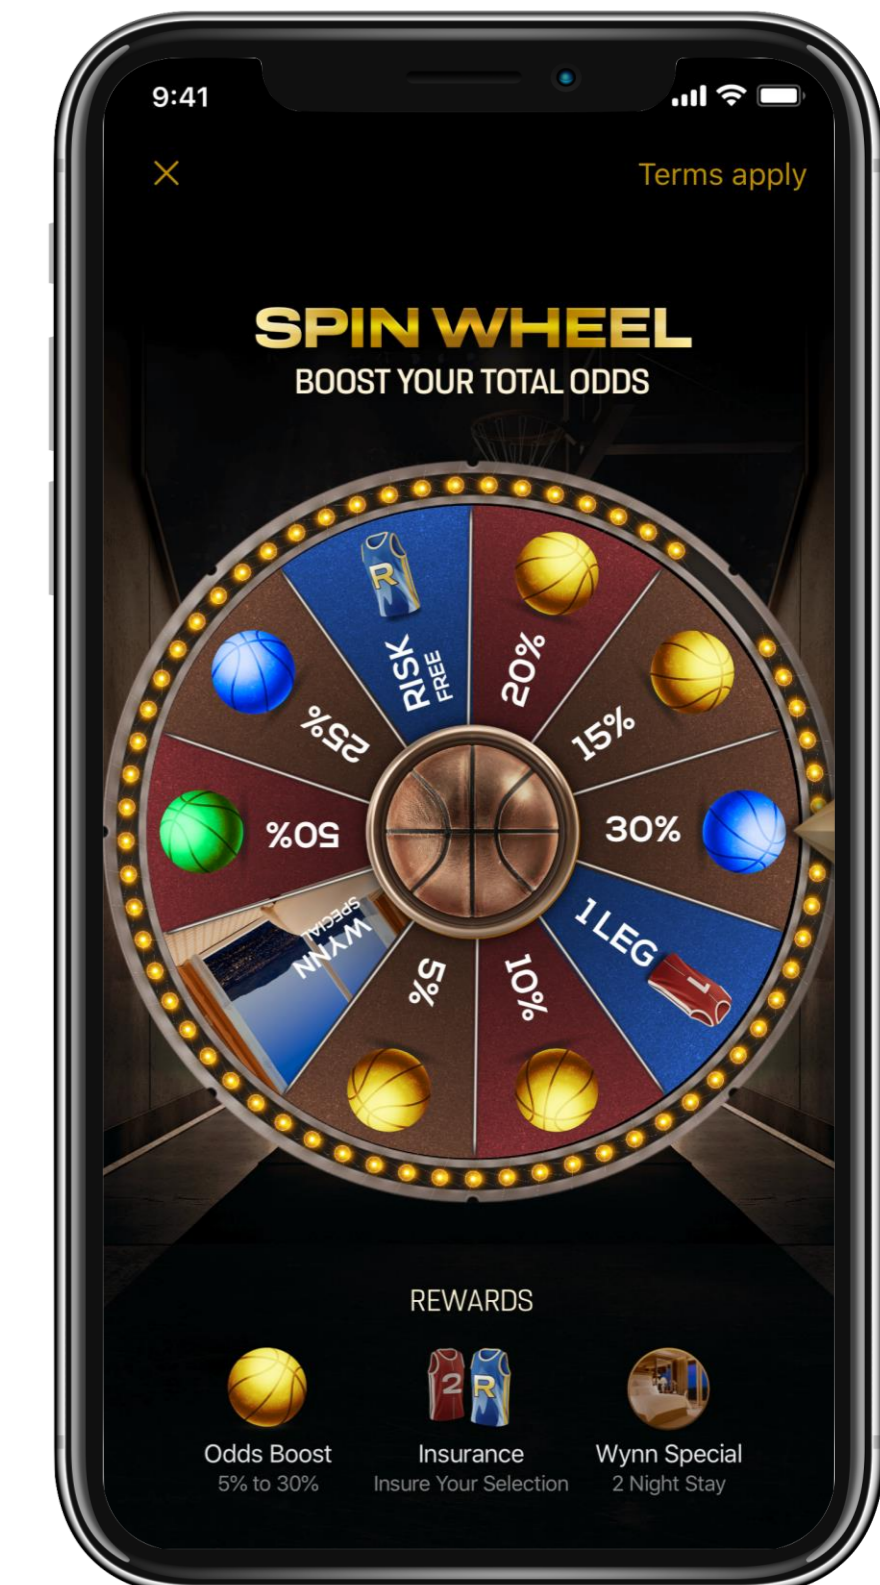 9:41
Terms apply
SPIN WHEEL
BOOST YOUR TOTAL ODDS
R
RISK
FREE
20%
15%
30%
1 LEG
1
10%
5%
WYNN
SPECIAL
50%
25%
REWARDS
2
R
Odds Boost
5% to 30%
Insurance
Insure Your Selection
Wynn Special
2 Night Stay